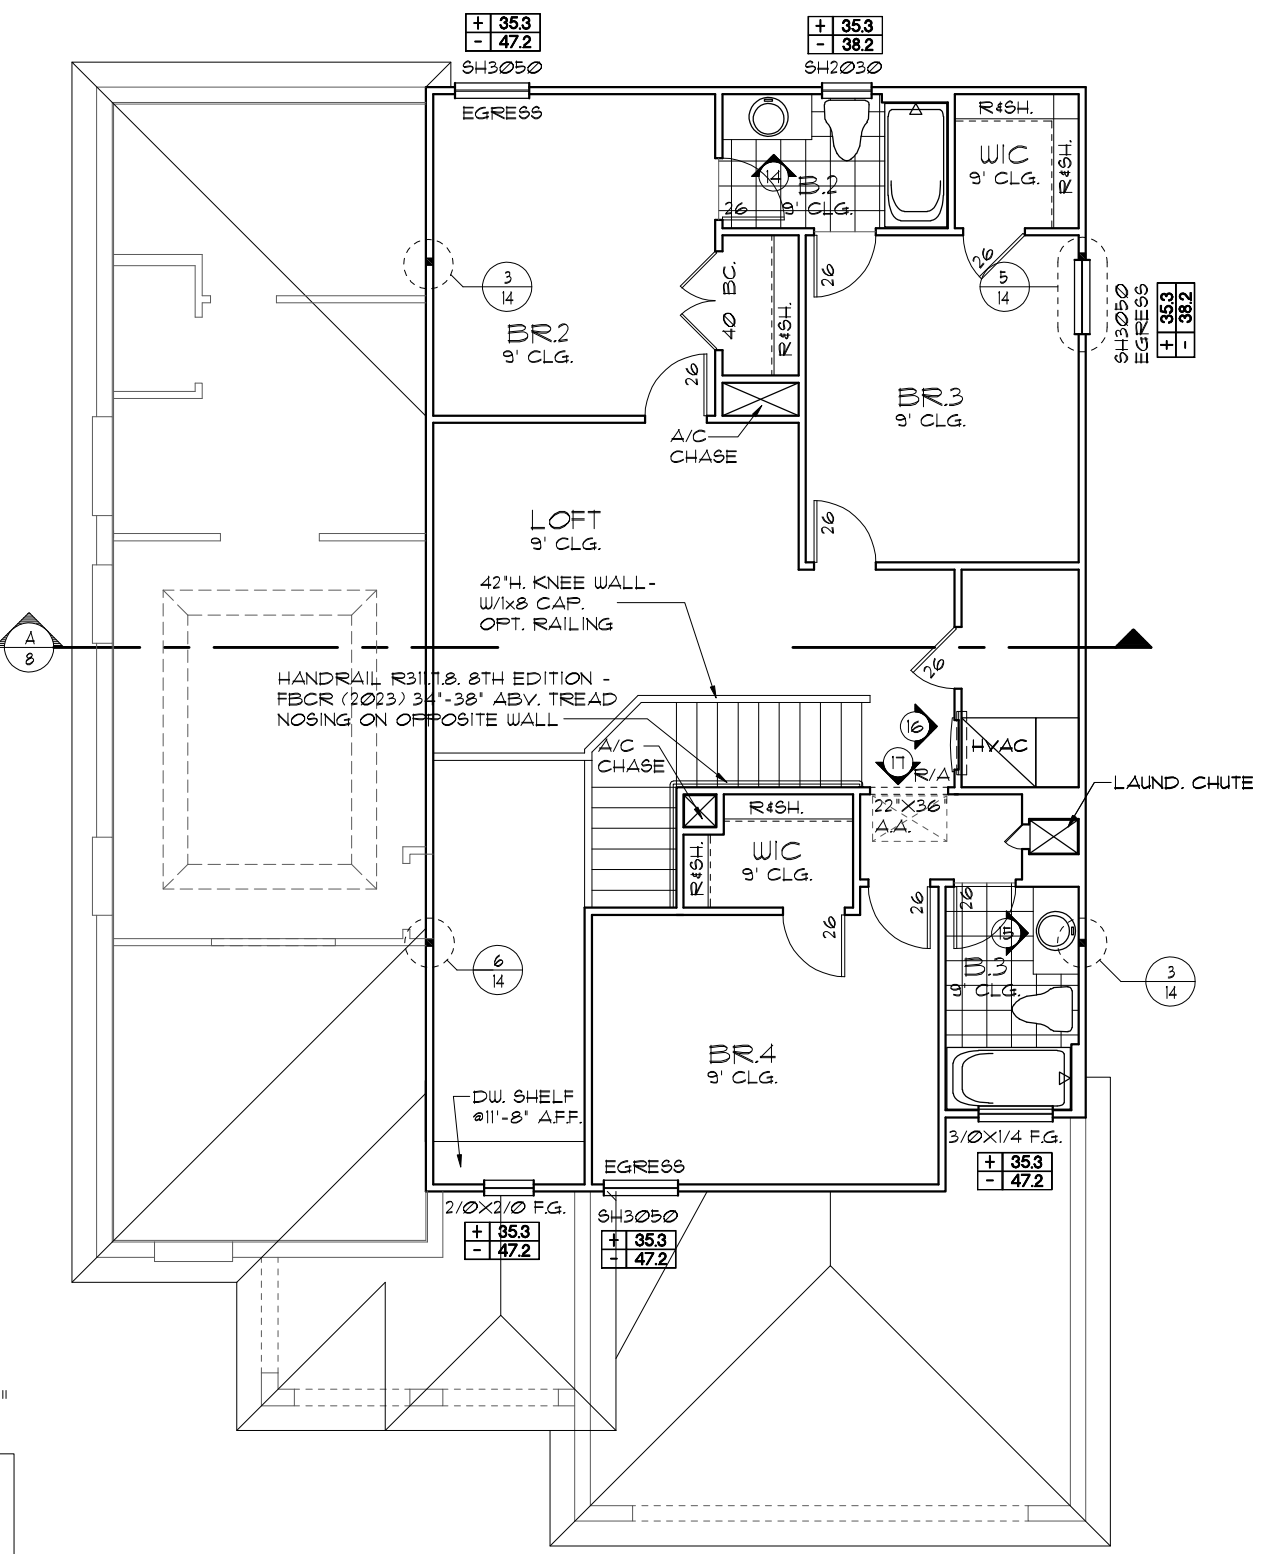 + 35.3
- 47.2
SH3050
EGRESS
+ 35.3
- 38.2
SH2030
R&SH.
WIC
9' CLG.
R&SH.
14
B.2
9' CLG.
26
26
26
3
14
5
14
40 BC.
R&SH.
SH3050
EGRESS
+ 35.3
- 38.2
BR.2
9' CLG.
26
BR.3
9' CLG.
A/C
CHASE
26
LOFT
9' CLG.
42"H. KNEE WALL-
W/1x8 CAP.
OPT. RAILING
A
8
26
HANDRAIL R311.7.8. 8TH EDITION -
FBCR (2023) 34"-38" ABV. TREAD
NOSING ON OPPOSITE WALL
16
HVAC
A/C
CHASE
17
R/A
LAUND. CHUTE
R&SH.
22"X36"
A.A.
WIC
9' CLG.
R&SH.
26
26
26
15
B.3
9' CLG.
6
14
3
14
BR.4
9' CLG.
DW. SHELF
@11'-8" A.F.F.
3/0X1/4 F.G.
+ 35.3
- 47.2
EGRESS
2/0X2/0 F.G.
+ 35.3
- 47.2
SH3050
+ 35.3
- 47.2
"